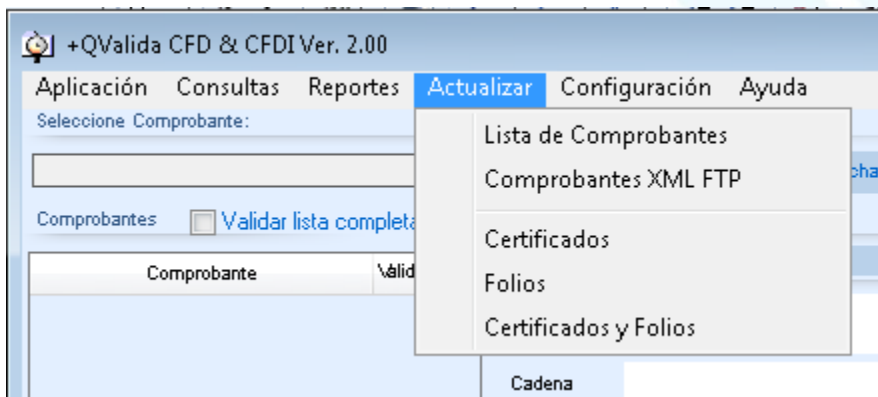 +QValida CFD & CFDI Ver. 2.00
Aplicación Consultas Reportes Actualizar Configuración Ayuda
Seleccione Comprobante:
Lista de Comprobantes
Comprobantes XML FTP
Comprobantes Validar lista completa
Certificados
Comprobante
Folios
Certificados y Folios
Cadena